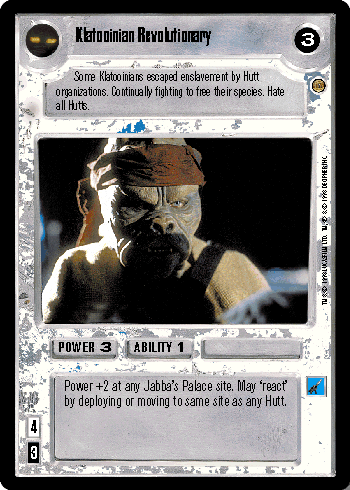 Klatooinian Revolutionary
3
Some Klatooinians escaped enslavement by Hutt
organizations. Continually fighting to free their species. Hate
all Hutts.
POWER 3
ABILITY 1
Power +2 at any Jabba's Palace site. May 'react'
by deploying or moving to same site as any Hutt.
4
3